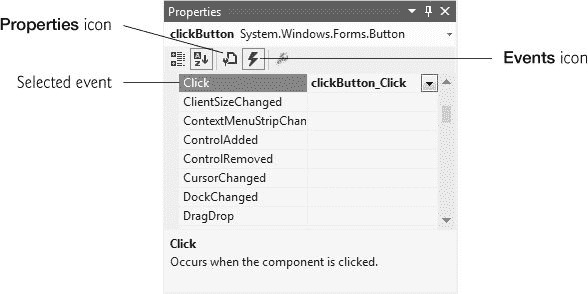 Properties
Properties icon
clickButton System.Windows.Forms.Button
A
Z
Events icon
Selected event
Click clickButton_Click
ClientSizeChanged
ContextMenuStripChan
ControlAdded
ControlRemoved
CursorChanged
DockChanged
DragDrop
Click
Occurs when the component is clicked.